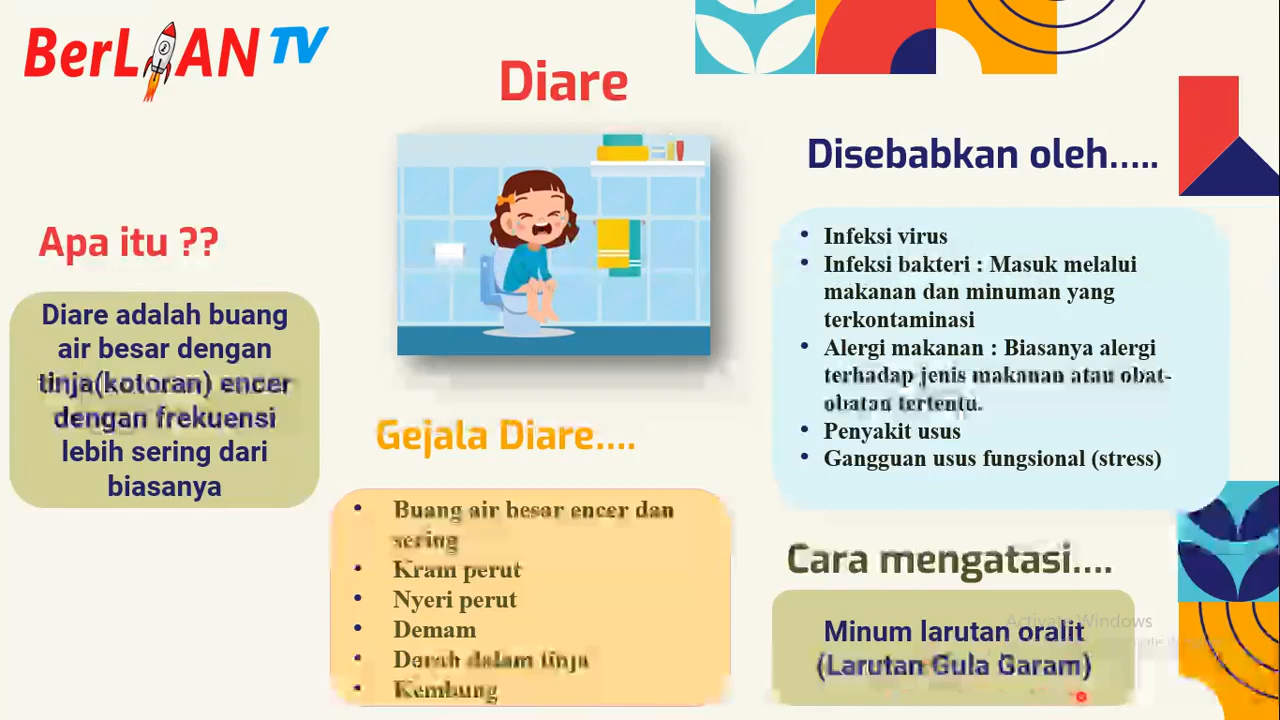 BerLIAN TV
Diare
Apa itu ??
Diare adalah buang
air besar dengan
tinja(kotoran) encer
dengan frekuensi
lebih sering dari
biasanya
Gejala Diare....
• Buang air besar encer dan
sering
• Kram perut
• Nyeri perut
• Demam
• Darah dalam tinja
• Kembung
Disebabkan oleh.....
• Infeksi virus
• Infeksi bakteri : Masuk melalui
makanan dan minuman yang
terkontaminasi
• Alergi makanan : Biasanya alergi
terhadap jenis makanan atau obat-
obatan tertentu.
• Penyakit usus
• Gangguan usus fungsional (stress)
Cara mengatasi....
Minum larutan oralit
(Larutan Gula Garam)
Activate Windows